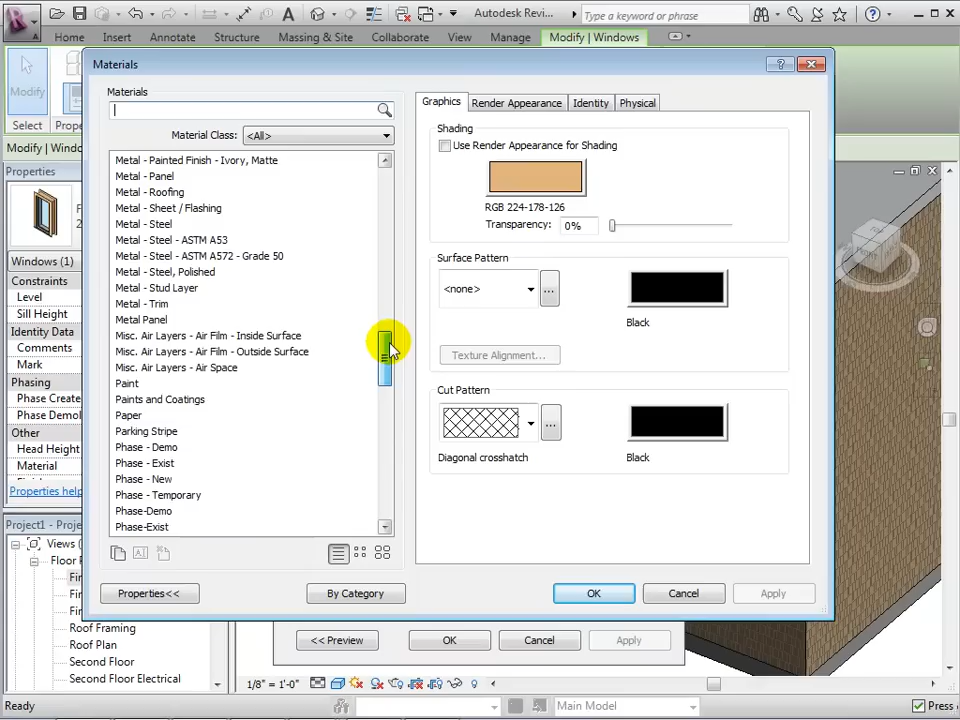 Autodesk Revi...
Type a keyword or phrase
Home
Insert
Annotate
Structure
Massing & Site
Collaborate
View
Manage
Modify | Windows
Modify
Select
Prope
Modify | Windo
Properties
Windows (1)
Constraints
Level
Sill Height
Identity Data
Comments
Mark
Phasing
Phase Create
Phase Demol
Other
Head Height
Material
Properties help
Project1 - Proje
Views (
Floor P
Fir
Fir
Fir
Roof Framing
Roof Plan
Second Floor
Second Floor Electrical
Materials
Materials
Material Class:
<All>
Metal - Painted Finish - Ivory, Matte
Metal - Panel
Metal - Roofing
Metal - Sheet / Flashing
Metal - Steel
Metal - Steel - ASTM A53
Metal - Steel - ASTM A572 - Grade 50
Metal - Steel, Polished
Metal - Stud Layer
Metal - Trim
Metal Panel
Misc. Air Layers - Air Film - Inside Surface
Misc. Air Layers - Air Film - Outside Surface
Misc. Air Layers - Air Space
Paint
Paints and Coatings
Paper
Parking Stripe
Phase - Demo
Phase - Exist
Phase - New
Phase - Temporary
Phase-Demo
Phase-Exist
Properties<<
By Category
Graphics
Render Appearance
Identity
Physical
Shading
Use Render Appearance for Shading
RGB 224-178-126
Transparency:
0%
Surface Pattern
<none>
...
Black
Texture Alignment...
Cut Pattern
...
Diagonal crosshatch
Black
OK
Cancel
Apply
<< Preview
OK
Cancel
Apply
FRONT
1/8" = 1'-0"
Ready
Main Model
Press